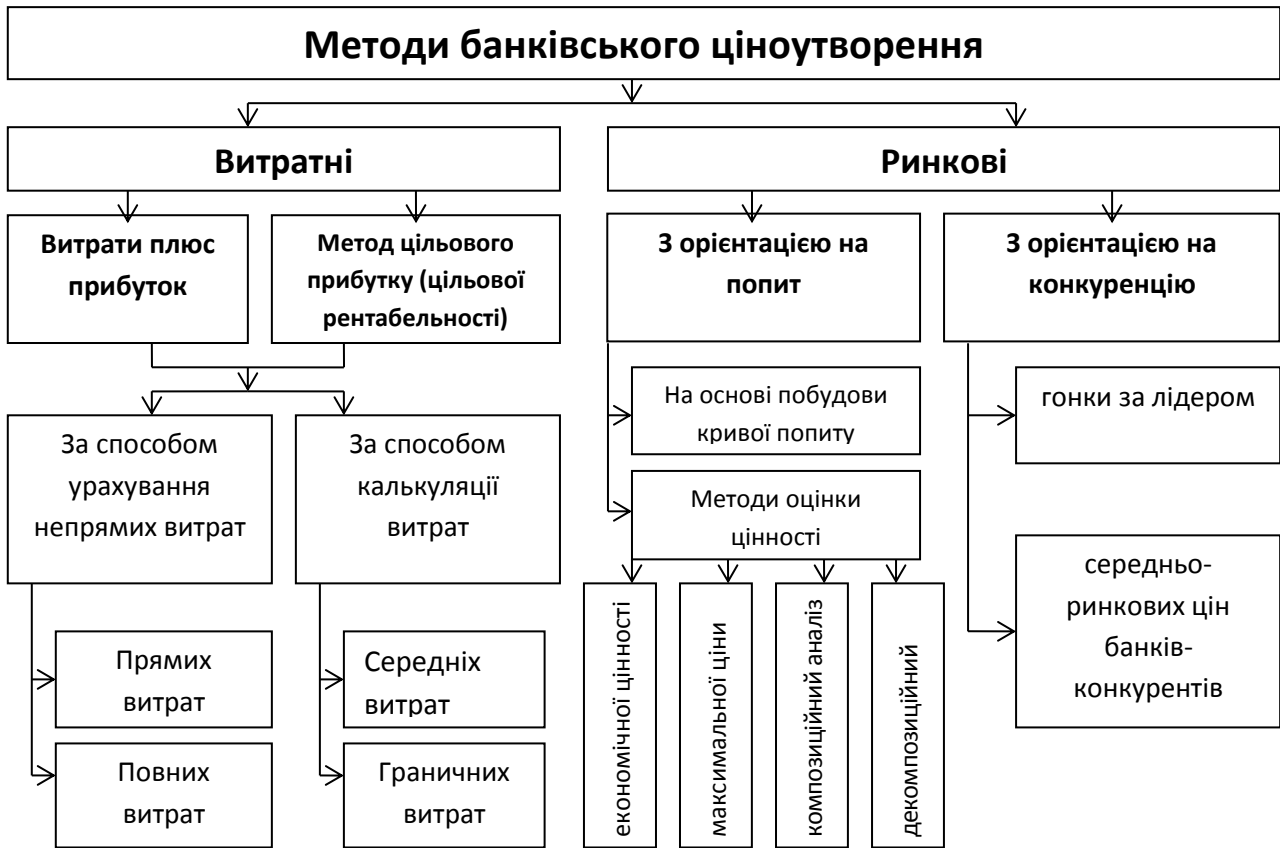 Методи банківського ціноутворення
Витратні
Ринкові
Витрати плюс
прибуток
Метод цільового
прибутку (цільової
рентабельності)
З орієнтацією на
попит
З орієнтацією на
конкуренцію
За способом
урахування
непрямих витрат
За способом
калькуляції
витрат
На основі побудови
кривої попиту
гонки за лідером
Методи оцінки
цінності
середньо-
ринкових цін
банків-
конкурентів
Прямих
витрат
Середніх
витрат
Повних
витрат
Граничних
витрат
економічної цінності
максимальної ціни
композиційний аналіз
декомпозиційний